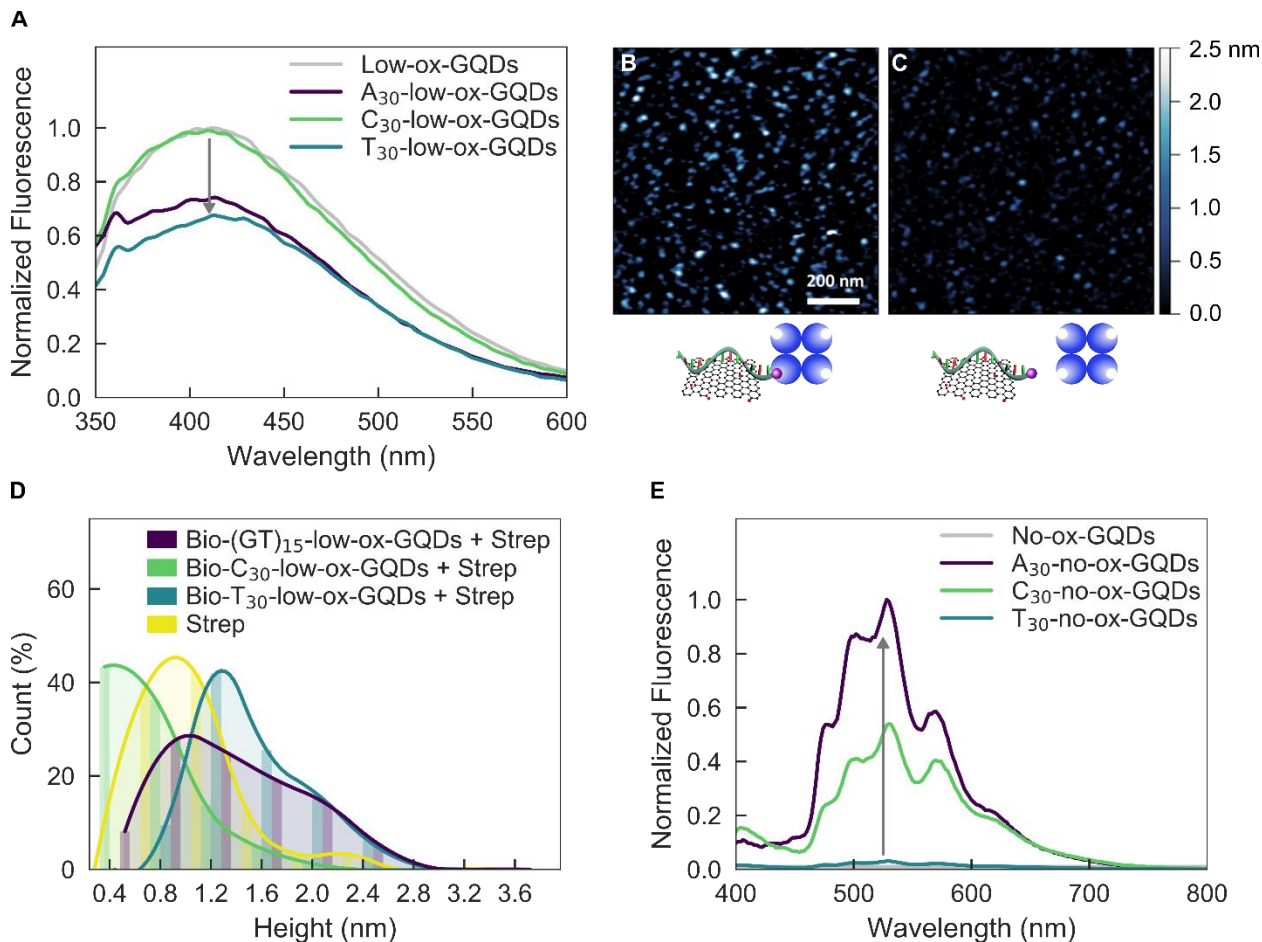 A
Normalized Fluorescence
1.0
0.8
0.6
0.4
0.2
0.0
350
400
450
500
550
600
Wavelength (nm)
Low-ox-GQDs
A30-low-ox-GQDs
C30-low-ox-GQDs
T30-low-ox-GQDs
B
200 nm
C
2.5 nm
2.0
1.5
1.0
0.5
0.0
D
Count (%)
60
40
20
0
0.4
0.8
1.2
1.6
2.0
2.4
2.8
3.2
3.6
Height (nm)
Bio-(GT)15-low-ox-GQDs + Strep
Bio-C30-low-ox-GQDs + Strep
Bio-T30-low-ox-GQDs + Strep
Strep
E
Normalized Fluorescence
1.0
0.8
0.6
0.4
0.2
0.0
400
500
600
700
800
Wavelength (nm)
No-ox-GQDs
A30-no-ox-GQDs
C30-no-ox-GQDs
T30-no-ox-GQDs